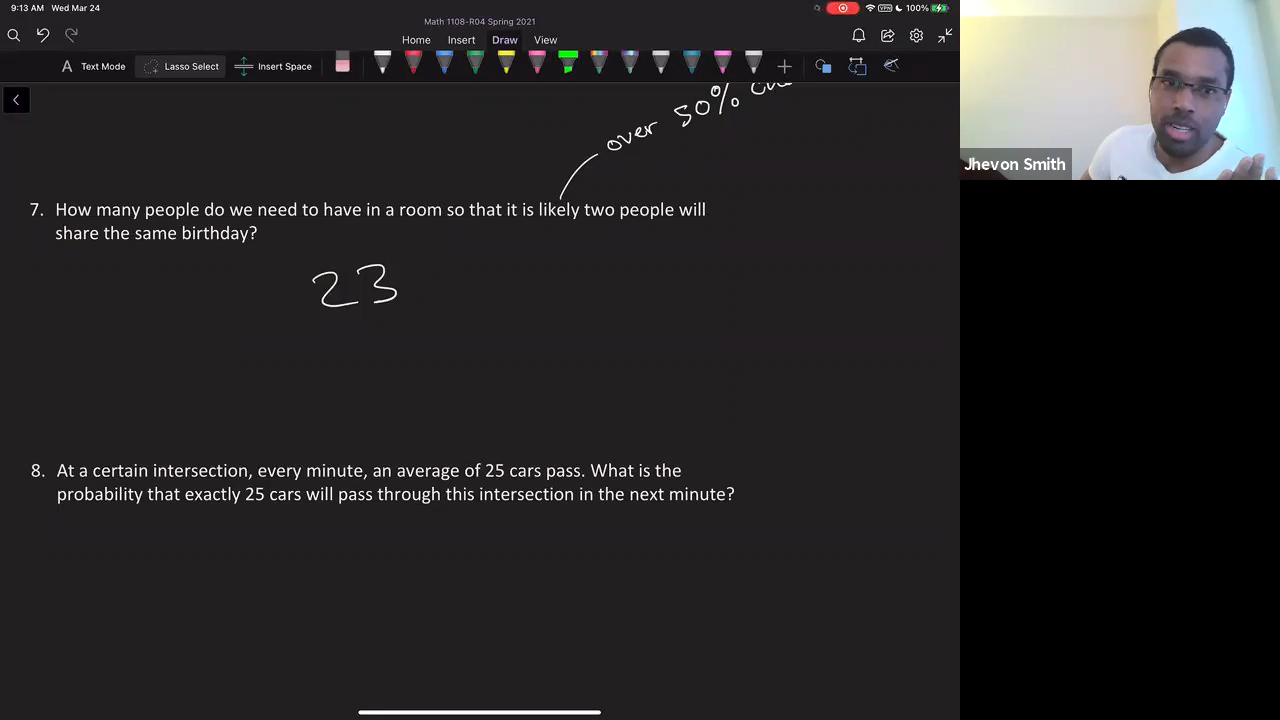 9:13 AM Wed Mar 24
VPN 100%
Math 1108-R04 Spring 2021
Home Insert Draw View
A Text Mode Lasso Select Insert Space
over 50%
7. How many people do we need to have in a room so that it is likely two people will
share the same birthday?
23
8. At a certain intersection, every minute, an average of 25 cars pass. What is the
probability that exactly 25 cars will pass through this intersection in the next minute?
Jhevon Smith